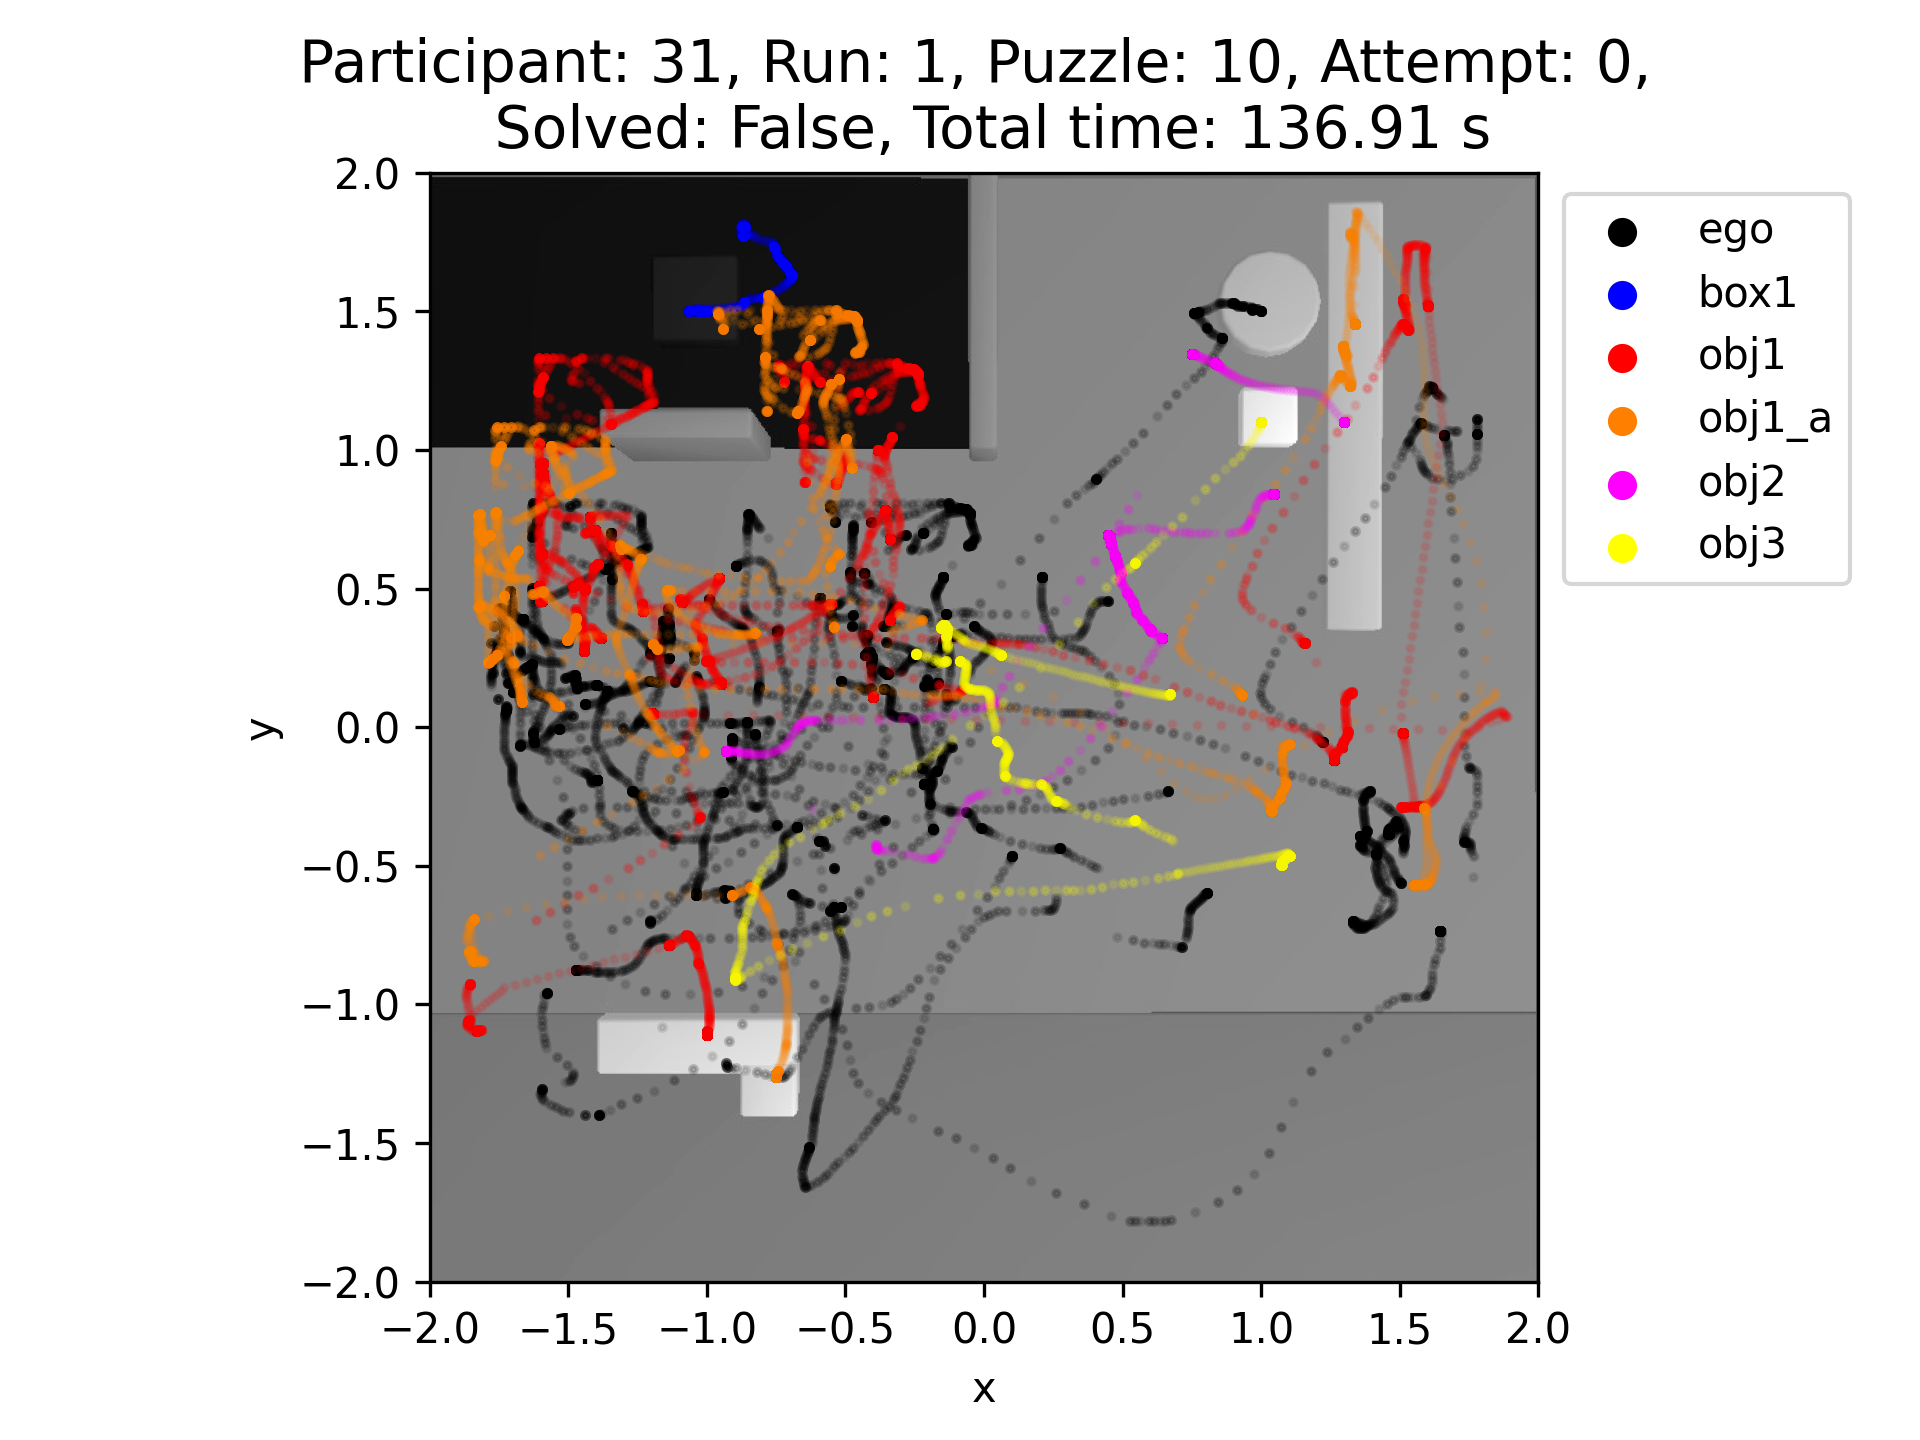 Participant: 31, Run: 1, Puzzle: 10, Attempt: 0,
Solved: False, Total time: 136.91 s
2.0
1.5
1.0
0.5
0.0
−0.5
−1.0
−1.5
−2.0
y
−2.0 −1.5 −1.0 −0.5 0.0 0.5 1.0 1.5 2.0
x
ego
box1
obj1
obj1_a
obj2
obj3